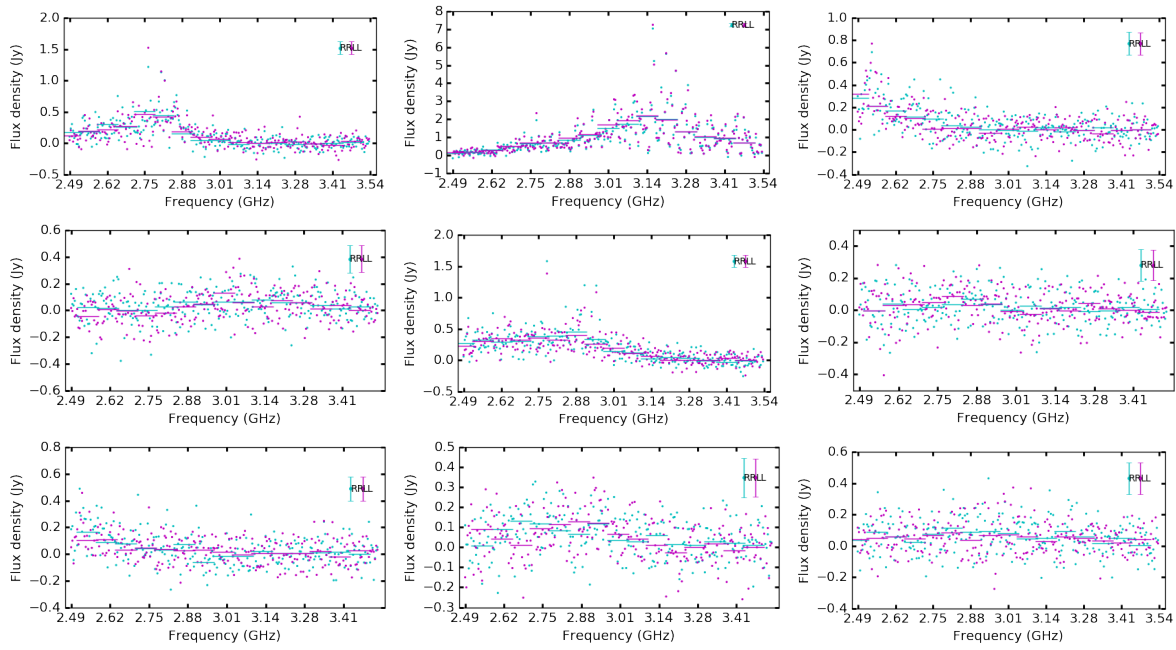 2.0
1.5
1.0
0.5
0.0
−0.5
Flux density (Jy)
RRLL
2.49 2.62 2.75 2.88 3.01 3.14 3.28 3.41 3.54
Frequency (GHz)
8
7
6
5
4
3
2
1
0
−1
Flux density (Jy)
RRLL
2.49 2.62 2.75 2.88 3.01 3.14 3.28 3.41 3.54
Frequency (GHz)
1.0
0.8
0.6
0.4
0.2
0.0
−0.2
−0.4
Flux density (Jy)
RRLL
2.49 2.62 2.75 2.88 3.01 3.14 3.28 3.41 3.54
Frequency (GHz)
0.6
0.4
0.2
0.0
−0.2
−0.4
−0.6
Flux density (Jy)
RRLL
2.49 2.62 2.75 2.88 3.01 3.14 3.28 3.41
Frequency (GHz)
2.0
1.5
1.0
0.5
0.0
−0.5
Flux density (Jy)
RRLL
2.49 2.62 2.75 2.88 3.01 3.14 3.28 3.41 3.54
Frequency (GHz)
0.4
0.2
0.0
−0.2
−0.4
Flux density (Jy)
RRLL
2.49 2.62 2.75 2.88 3.01 3.14 3.28 3.41
Frequency (GHz)
0.8
0.6
0.4
0.2
0.0
−0.2
−0.4
Flux density (Jy)
RRLL
2.49 2.62 2.75 2.88 3.01 3.14 3.28 3.41
Frequency (GHz)
0.5
0.4
0.3
0.2
0.1
0.0
−0.1
−0.2
−0.3
Flux density (Jy)
RRLL
2.49 2.62 2.75 2.88 3.01 3.14 3.28 3.41
Frequency (GHz)
0.6
0.4
0.2
0.0
−0.2
−0.4
Flux density (Jy)
RRLL
2.49 2.62 2.75 2.88 3.01 3.14 3.28 3.41 3.54
Frequency (GHz)